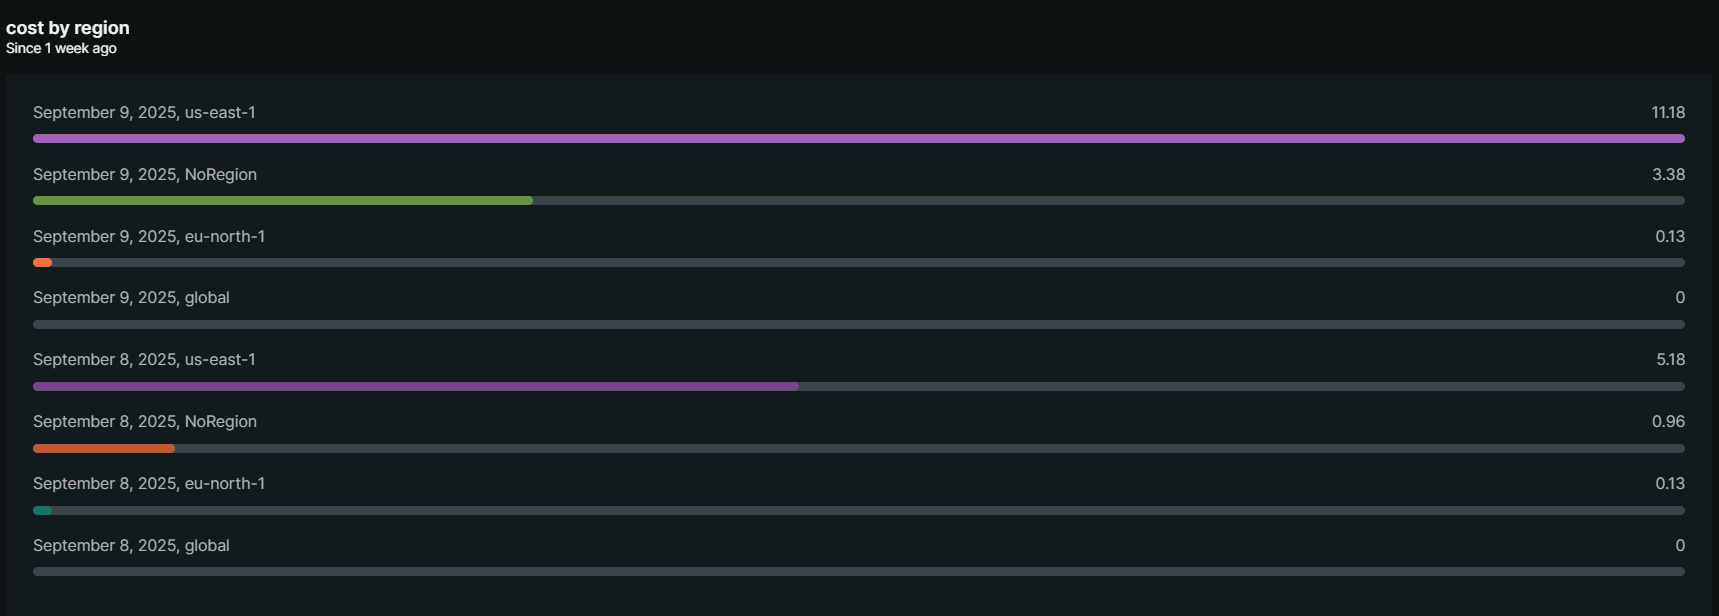 cost by region
Since 1 week ago
September 9, 2025, us-east-1 11.18
September 9, 2025, NoRegion 3.38
September 9, 2025, eu-north-1 0.13
September 9, 2025, global 0
September 8, 2025, us-east-1 5.18
September 8, 2025, NoRegion 0.96
September 8, 2025, eu-north-1 0.13
September 8, 2025, global 0